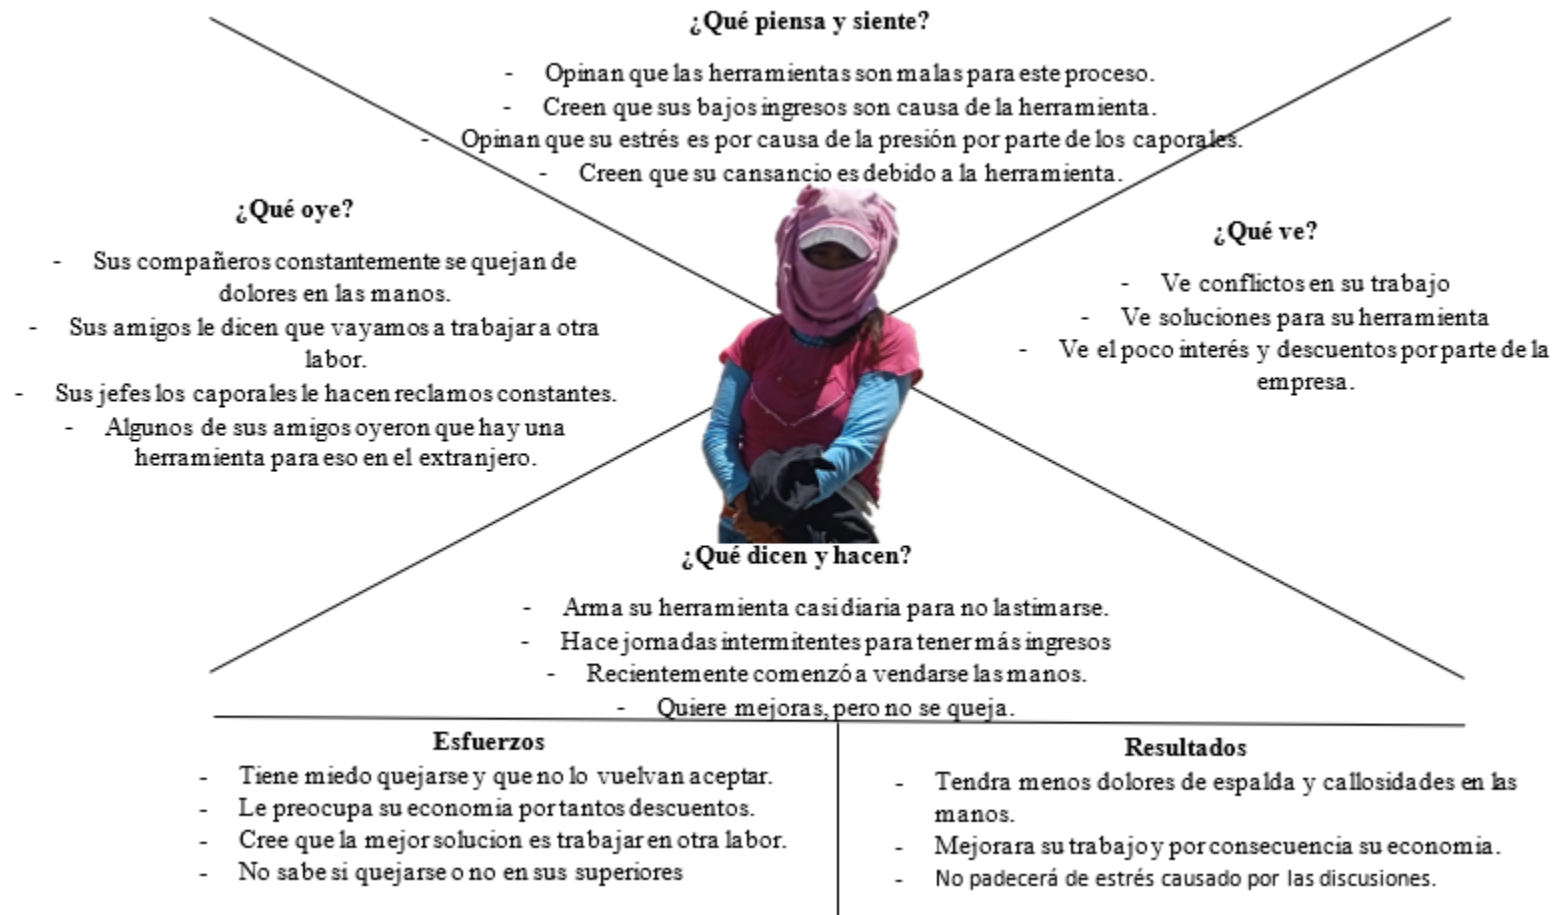 ¿Qué piensa y siente?
- Opinan que las herramientas son malas para este proceso.
- Creen que sus bajos ingresos son causa de la herramienta.
- Opinan que su estrés es por causa de la presión por parte de los caporales.
- Creen que su cansancio es debido a la herramienta.
¿Qué oye?
- Sus compañeros constantemente se quejan de
dolores en las manos.
- Sus amigos le dicen que vayamos a trabajar a otra
labor.
- Sus jefes los caporales le hacen reclamos constantes.
- Algunos de sus amigos oyeron que hay una
herramienta para eso en el extranjero.
¿Qué ve?
- Ve conflictos en su trabajo
- Ve soluciones para su herramienta
- Ve el poco interés y descuentos por parte de la
empresa.
¿Qué dicen y hacen?
- Arma su herramienta casi diaria para no lastimarse.
- Hace jornadas intermitentes para tener más ingresos
- Recientemente comenzó a vendarse las manos.
- Quiere mejoras, pero no se queja.
Esfuerzos
- Tiene miedo quejarse y que no lo vuelvan aceptar.
- Le preocupa su economia por tantos descuentos.
- Cree que la mejor solucion es trabajar en otra labor.
- No sabe si quejarse o no en sus superiores
Resultados
- Tendra menos dolores de espalda y callosidades en las
manos.
- Mejorara su trabajo y por consecuencia su economia.
- No padecerá de estrés causado por las discusiones.